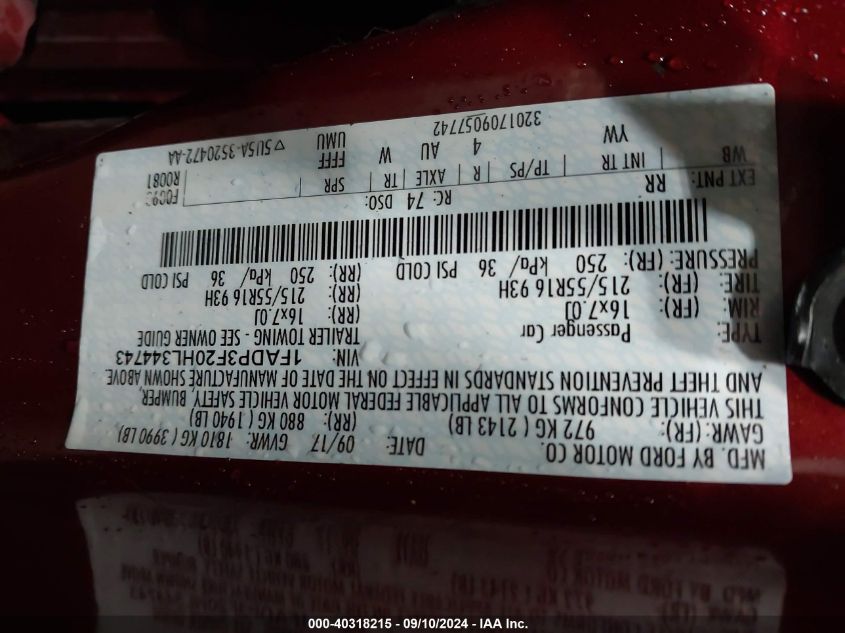 MFD. BY FORD MOTOR CO.
DATE: 09/17 GVWR: 1810 KG ( 3990 LB)
GAWR: (FR): 972 KG ( 2143 LB) (RR): 880 KG ( 1940 LB)
THIS VEHICLE CONFORMS TO ALL APPLICABLE FEDERAL MOTOR VEHICLE SAFETY, BUMPER,
AND THEFT PREVENTION STANDARDS IN EFFECT ON THE DATE OF MANUFACTURE SHOWN ABOVE.
VIN: 1FADP3F20HL344743
TYPE: Passenger Car TRAILER TOWING - SEE OWNER GUIDE
RIM: (FR): 16x7.0J (RR): 16x7.0J
TIRE: (FR): 215/55R16 93H (RR): 215/55R16 93H
PRESSURE: (FR): 250 kPa/ 36 PSI COLD (RR): 250 kPa/ 36 PSI COLD
RC: 74 DSO:
EXT PNT: RR
WB INT TR TP/PS R AXLE TR SPR R0081
YW 4 AU W FFFF UMU
3201709057742 ▽5U5A-3520472-AA
000-40318215 - 09/10/2024 - IAA Inc.